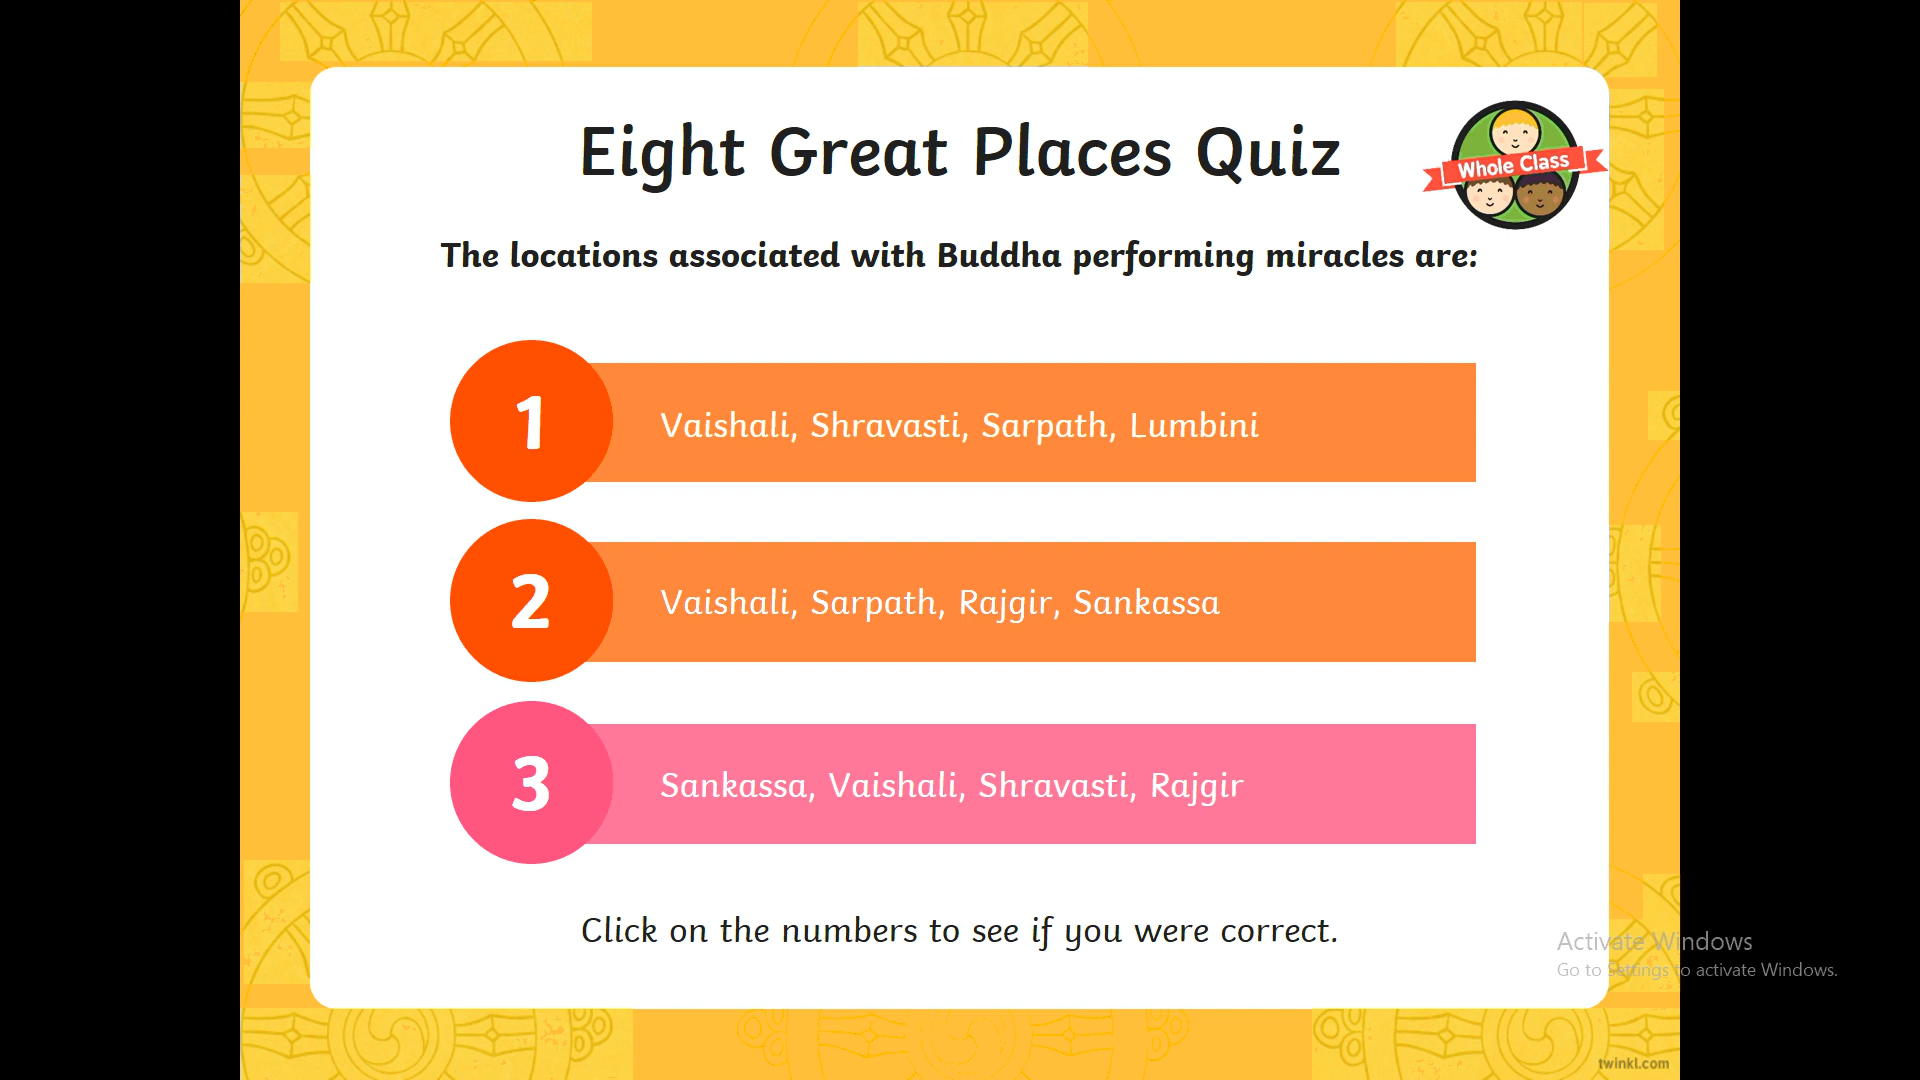 Eight Great Places Quiz
Whole Class
The locations associated with Buddha performing miracles are:
1
Vaishali, Shravasti, Sarpath, Lumbini
2
Vaishali, Sarpath, Rajgir, Sankassa
3
Sankassa, Vaishali, Shravasti, Rajgir
Click on the numbers to see if you were correct.
Activate Windows
Go to Settings to activate Windows.
twinkl.com